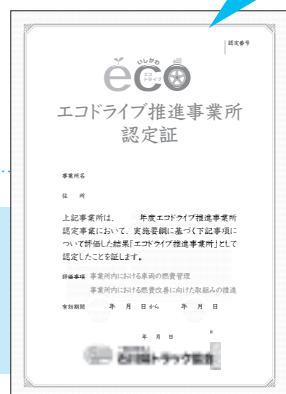 認定番号
いしかわ
eco
エコ
ドライブ
エコドライブ推進事業所
認定証
事業所名
住 所
上記事業所は、 年度エコドライブ推進事業所
認定事業において、実施要綱に基づく下記事項に
ついて評価した結果「エコドライブ推進事業所」として
認定したことを証します。
評価事項 事業所内における車両の燃費管理
事業所内における燃費改善に向けた取組みの推進
有効期間 年 月 日から 年 月 日
年 月 日
石川県トラック協会